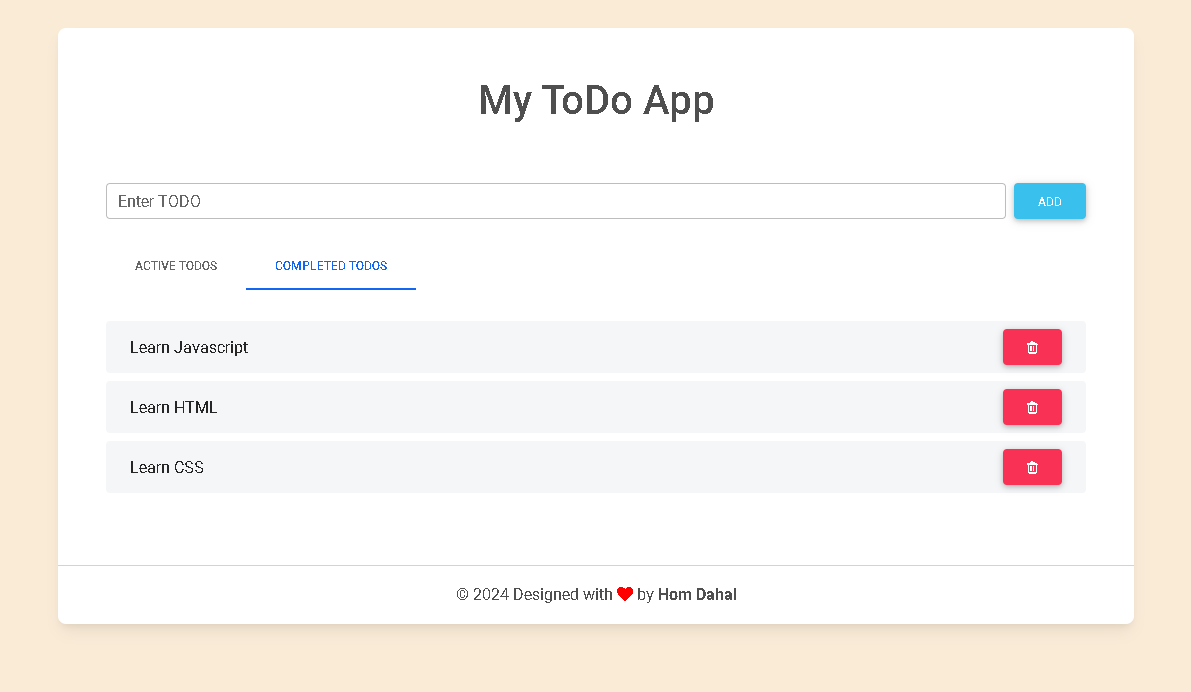 My ToDo App
Enter TODO
ADD
ACTIVE TODOS
COMPLETED TODOS
Learn Javascript
Learn HTML
Learn CSS
© 2024 Designed with ❤ by Hom Dahal